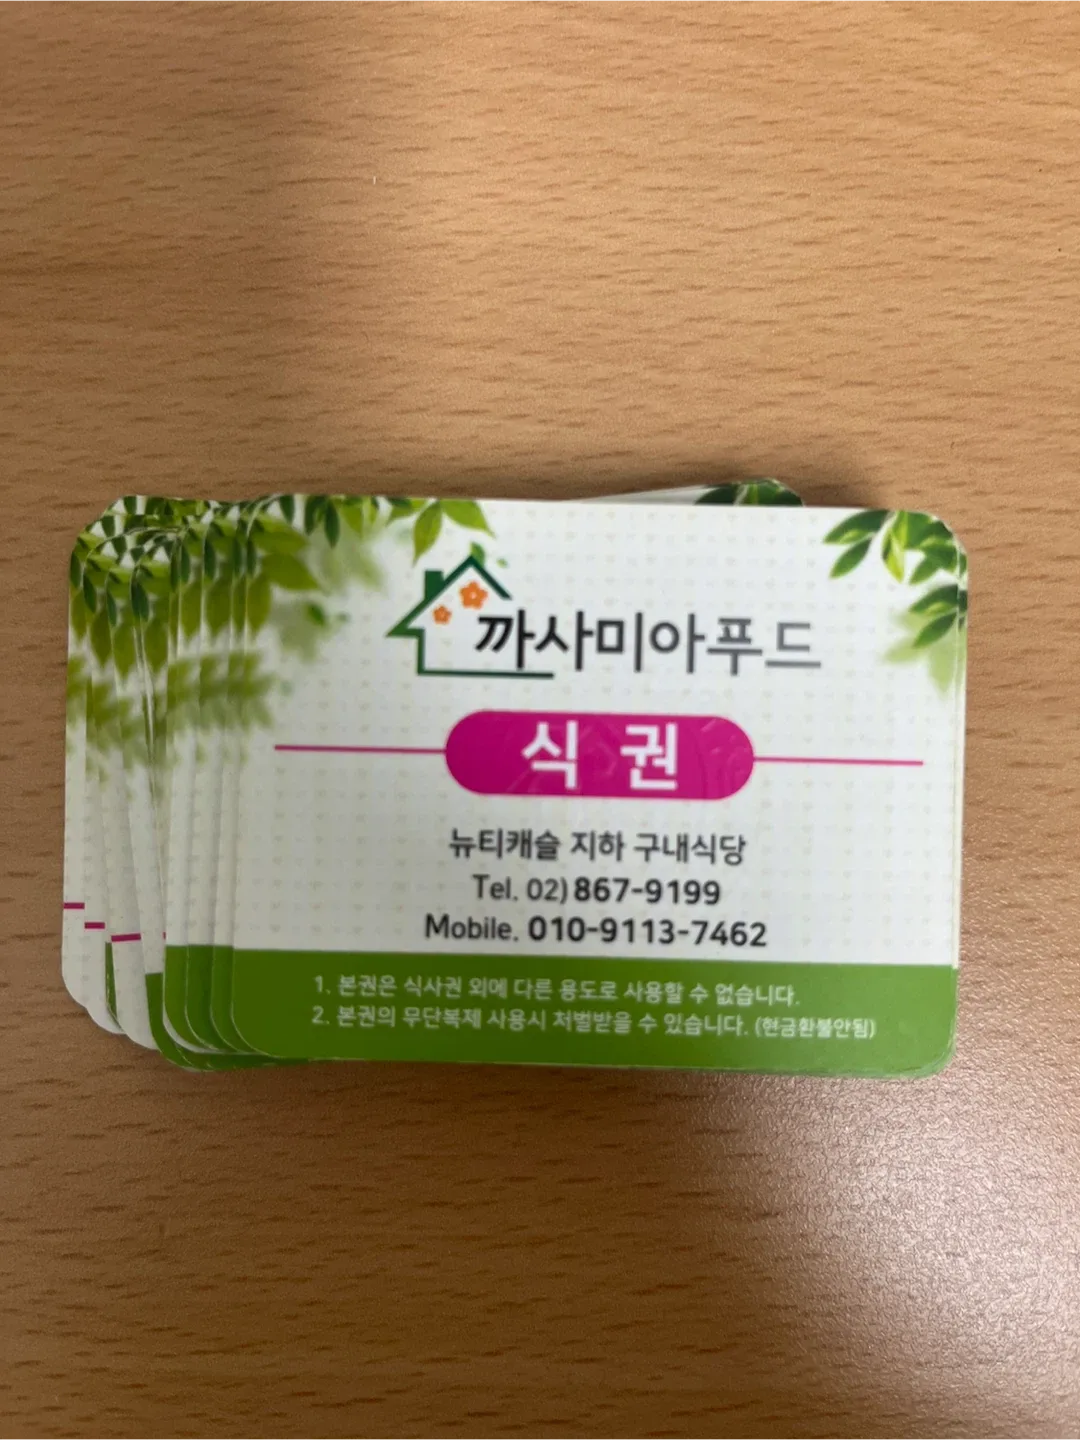 까사미아푸드
식 권
뉴티캐슬 지하 구내식당
Tel. 02) 867-9199
Mobile. 010-9113-7462
1. 본권은 식사권 외에 다른 용도로 사용할 수 없습니다.
2. 본권의 무단복제 사용시 처벌받을 수 있습니다. (현금환불안됨)